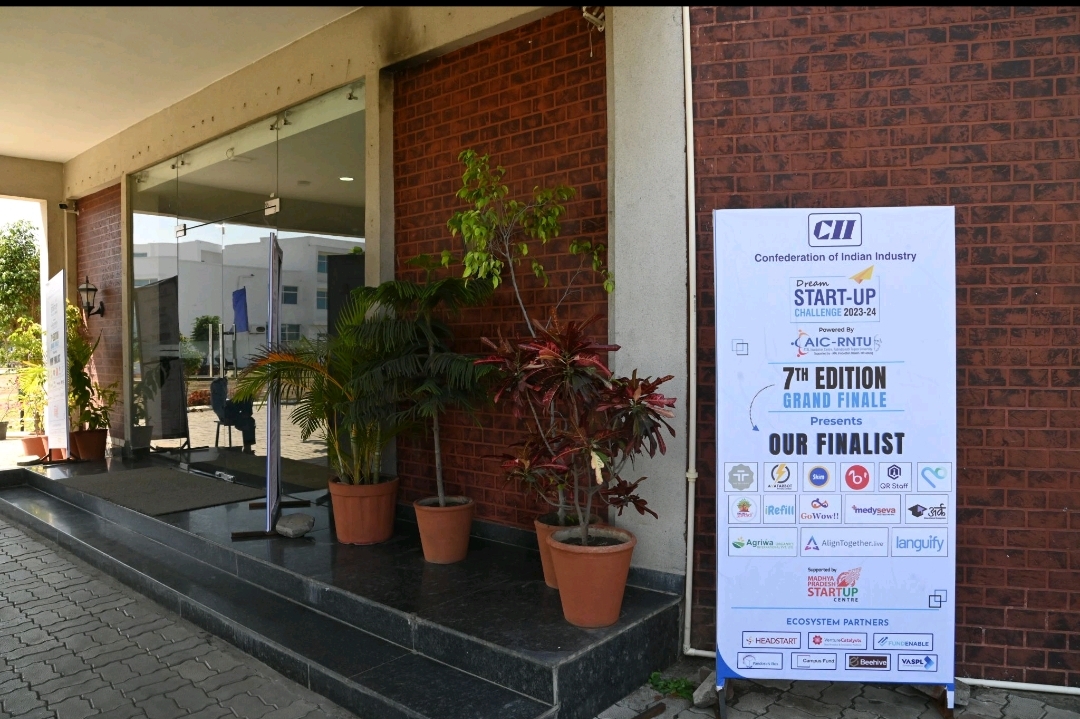 CII
Confederation of Indian Industry
Dream
START-UP
CHALLENGE 2023-24
Powered By
AIC-RNTU
7TH EDITION
GRAND FINALE
Presents
OUR FINALIST
QR Staff
iRefill
GoWow!!
medyseva
Agriwa
AlignTogether.live
languify
Supported by
MADHYA
PRADESH
STARTUP
CENTRE
ECOSYSTEM PARTNERS
HEADSTART
VentureCatalysts
FUNDENABLE
Campus Fund
Beehive
VASPL